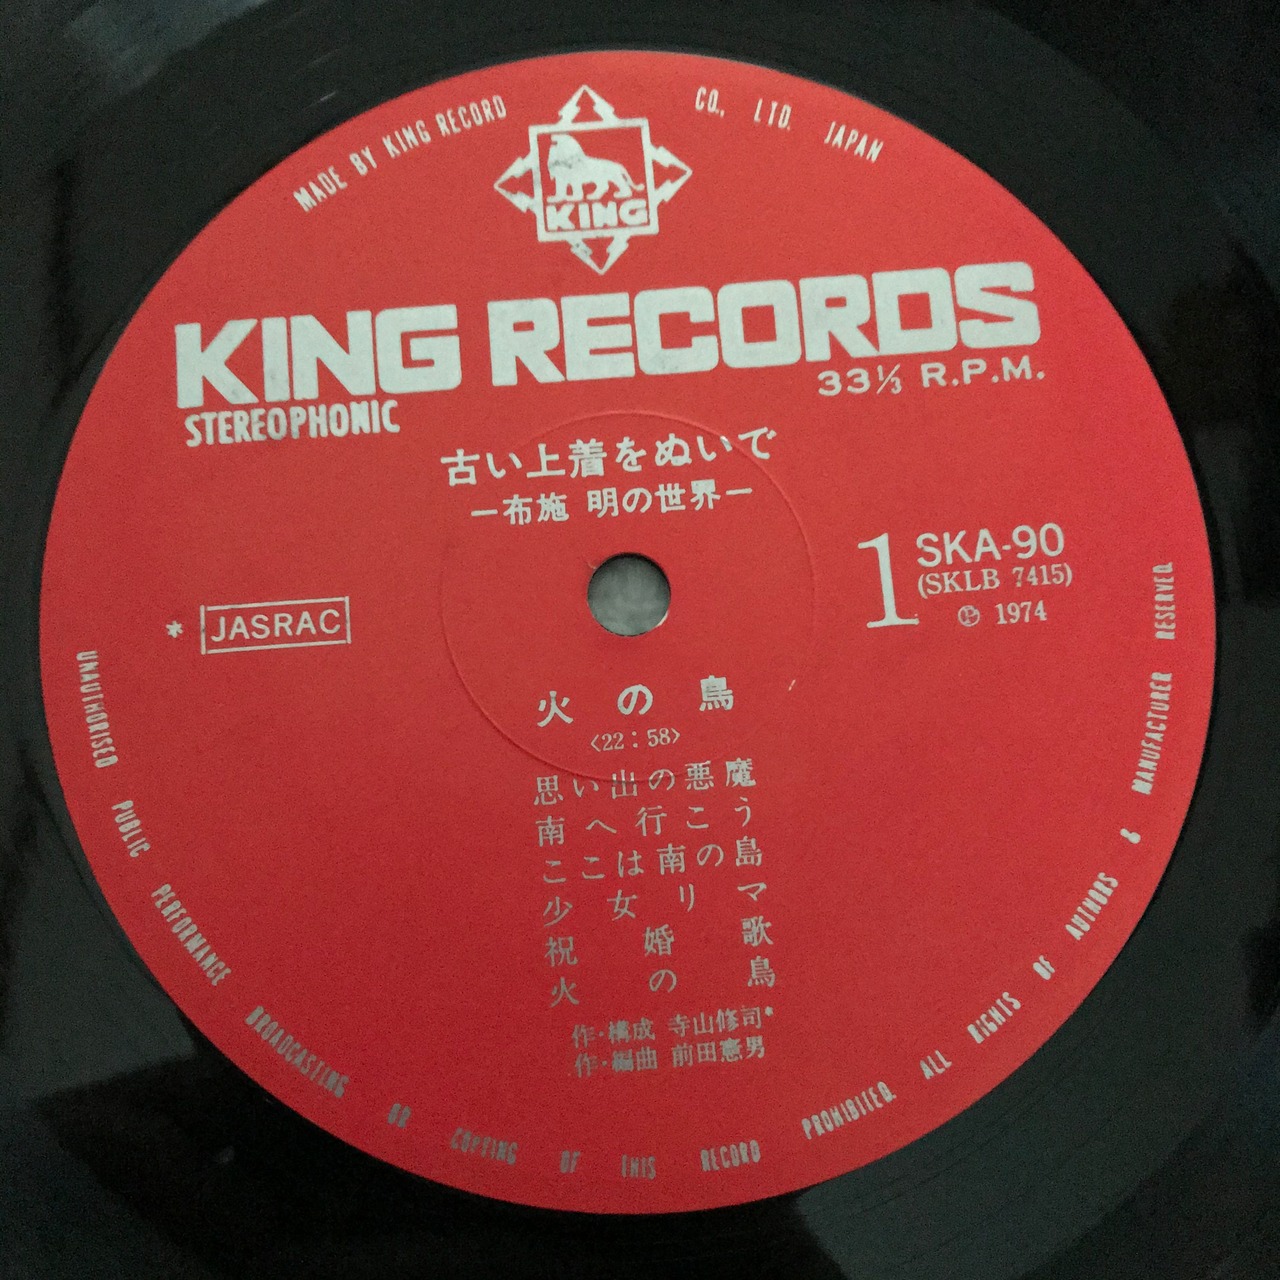 MADE BY KING RECORD CO., LTD. JAPAN
KING
KING RECORDS
STEREOPHONIC
33⅓ R.P.M.
古い上着をぬいで
ー布施 明の世界ー
1
SKA-90
(SKLB 7415)
Ⓟ 1974
* JASRAC
火の鳥
〈22：58〉
思い出の悪魔
南へ行こう
ここは南の島
少女リマ
祝婚歌
火の鳥
作・構成 寺山修司*
作・編曲 前田憲男
UNAUTHORISED PUBLIC PERFORMANCE BROADCASTING OR COPYING OF THIS RECORD PROHIBITED. ALL RIGHTS OF AUTHORS & MANUFACTURER RESERVED.